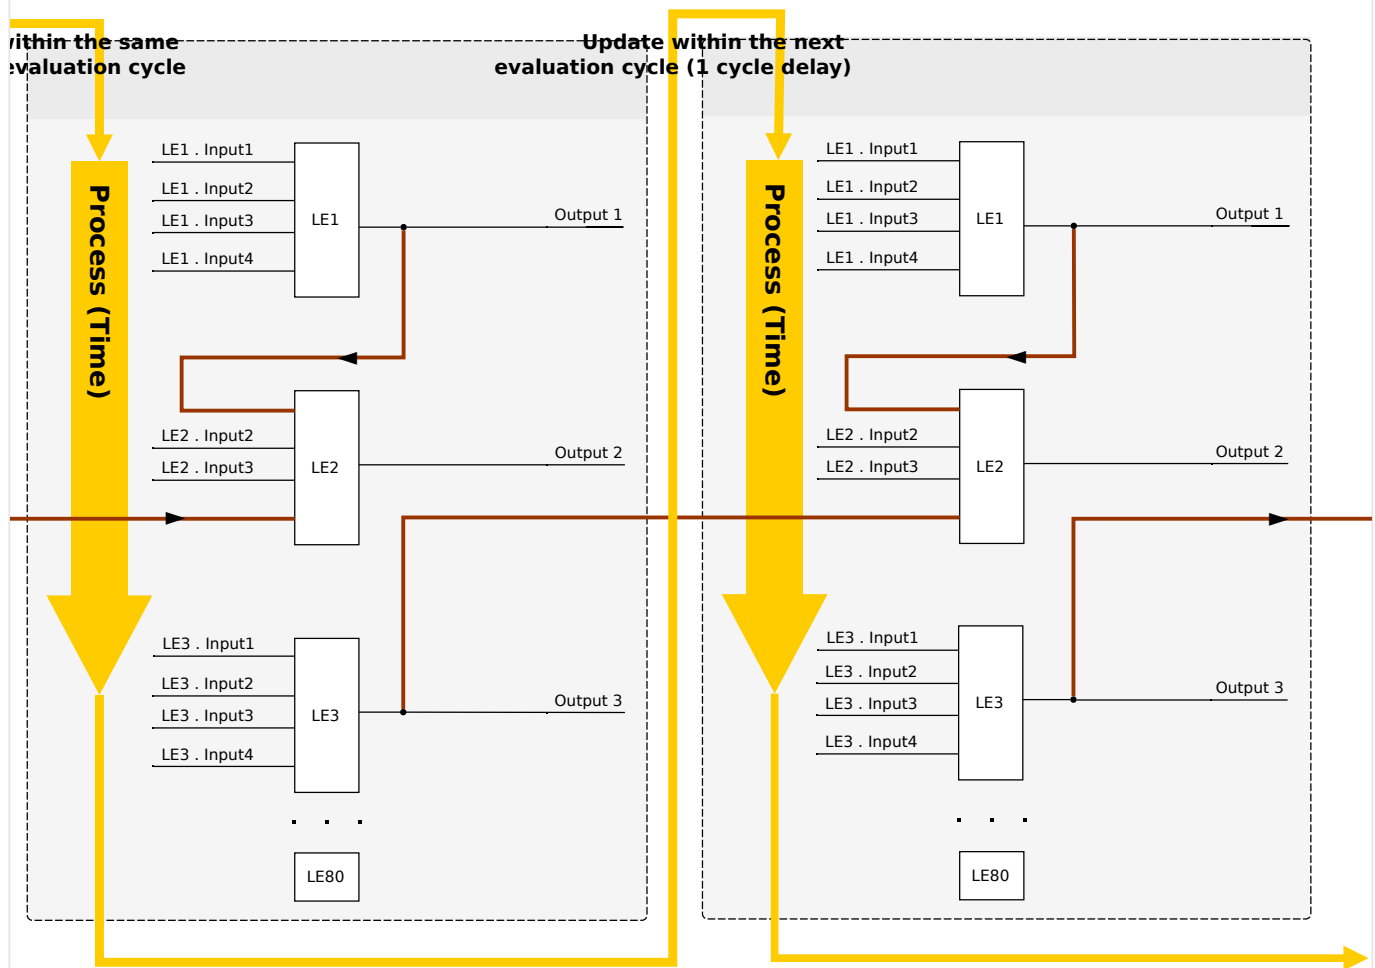 within the same
evaluation cycle
Process (Time)
LE1 . Input1
LE1 . Input2
LE1 . Input3
LE1 . Input4
LE1
Output 1
LE2 . Input2
LE2 . Input3
LE2
Output 2
LE3 . Input1
LE3 . Input2
LE3 . Input3
LE3 . Input4
LE3
Output 3
. . .
LE80
Update within the next
evaluation cycle (1 cycle delay)
Process (Time)
LE1 . Input1
LE1 . Input2
LE1 . Input3
LE1 . Input4
LE1
Output 1
LE2 . Input2
LE2 . Input3
LE2
Output 2
LE3 . Input1
LE3 . Input2
LE3 . Input3
LE3 . Input4
LE3
Output 3
. . .
LE80